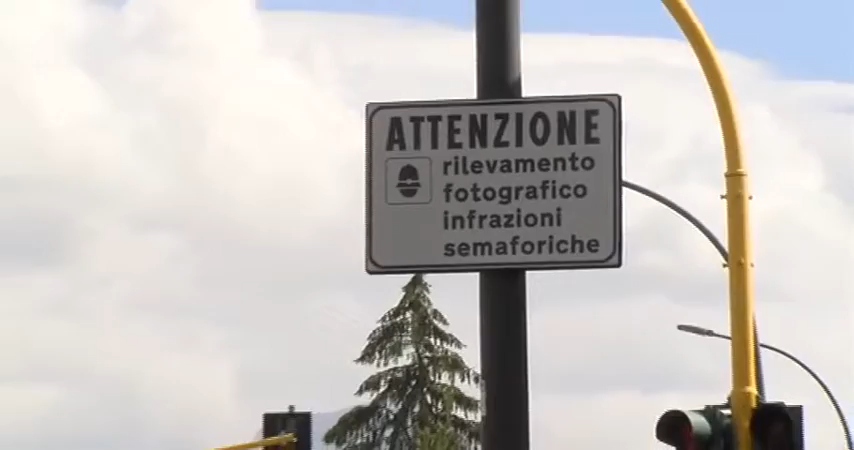 ATTENZIONE
rilevamento
fotografico
infrazioni
semaforiche